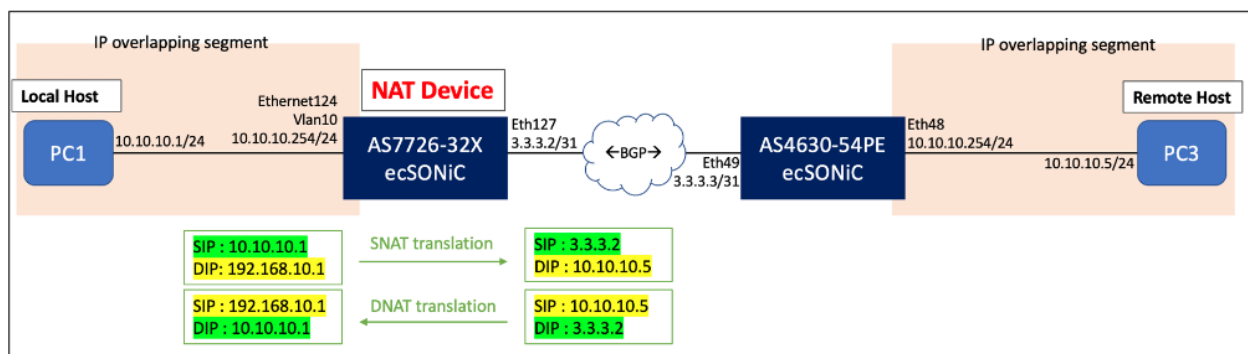 IP overlapping segment
IP overlapping segment
Local Host
NAT Device
Remote Host
Ethernet124
Vlan10
10.10.10.254/24
PC1
10.10.10.1/24
AS7726-32X
ecSONiC
Eth127
3.3.3.2/31
←BGP→
Eth49
3.3.3.3/31
AS4630-54PE
ecSONiC
Eth48
10.10.10.254/24
10.10.10.5/24
PC3
SIP : 10.10.10.1
DIP: 192.168.10.1
SNAT translation
SIP : 3.3.3.2
DIP : 10.10.10.5
SIP : 192.168.10.1
DIP : 10.10.10.1
DNAT translation
SIP : 10.10.10.5
DIP : 3.3.3.2